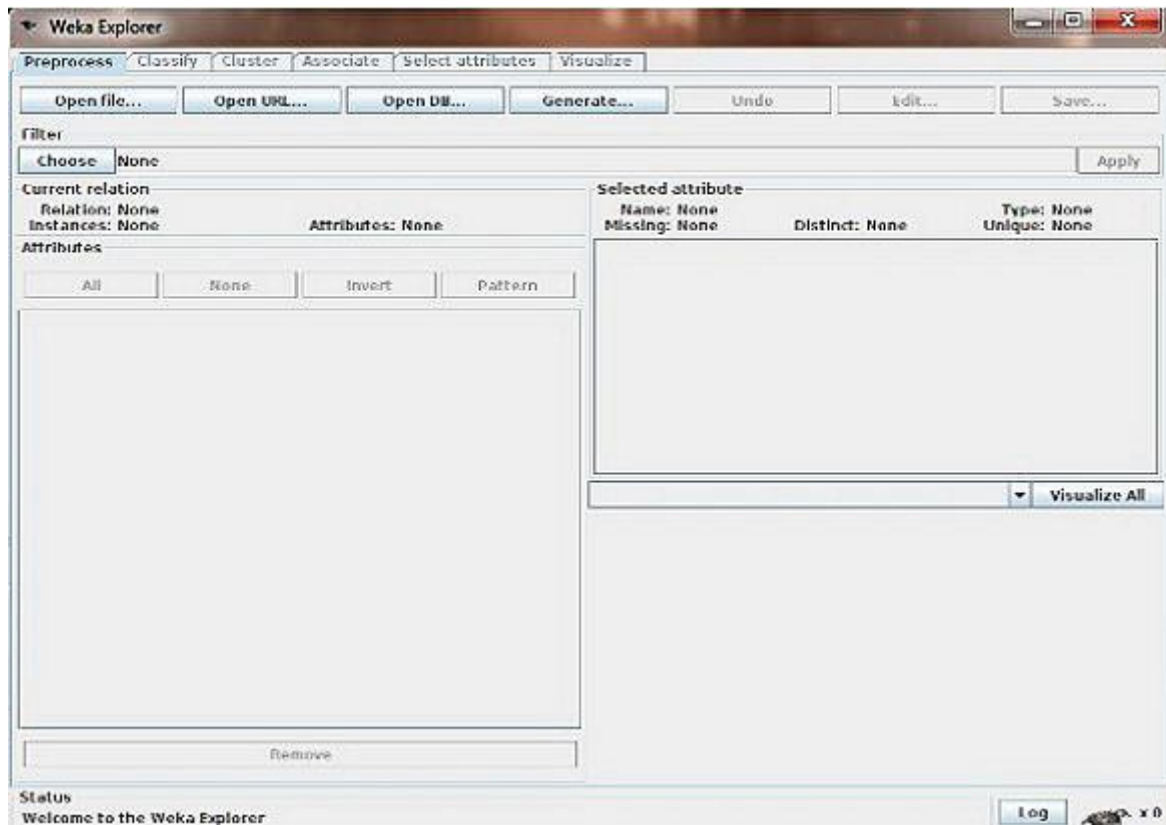 Weka Explorer
Preprocess Classify Cluster Associate Select attributes Visualize
Open file... Open URL... Open DB... Generate... Undo Edit... Save...
Filter
Choose None Apply
Current relation
Relation: None
Instances: None Attributes: None
Selected attribute
Name: None Type: None
Missing: None Distinct: None Unique: None
Attributes
All None Invert Pattern
Visualize All
Remove
Status
Welcome to the Weka Explorer
Log x 0